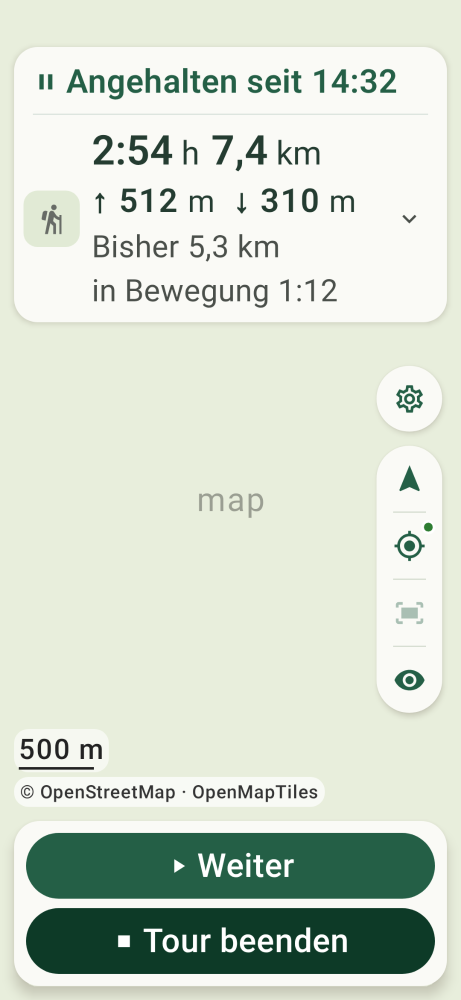 Angehalten seit 14:32
2:54 h 7,4 km
↑ 512 m ↓ 310 m
Bisher 5,3 km
in Bewegung 1:12
map
500 m
© OpenStreetMap · OpenMapTiles
Weiter
Tour beenden